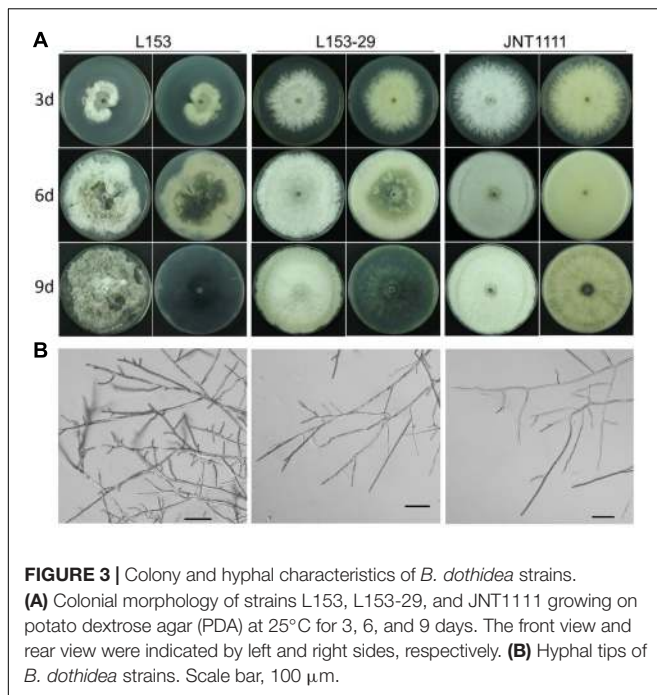 A
L153
L153-29
JNT1111
3d
6d
9d
B
FIGURE 3 | Colony and hyphal characteristics of B. dothidea strains.
(A) Colonial morphology of strains L153, L153-29, and JNT1111 growing on
potato dextrose agar (PDA) at 25°C for 3, 6, and 9 days. The front view and
rear view were indicated by left and right sides, respectively. (B) Hyphal tips of
B. dothidea strains. Scale bar, 100 μm.